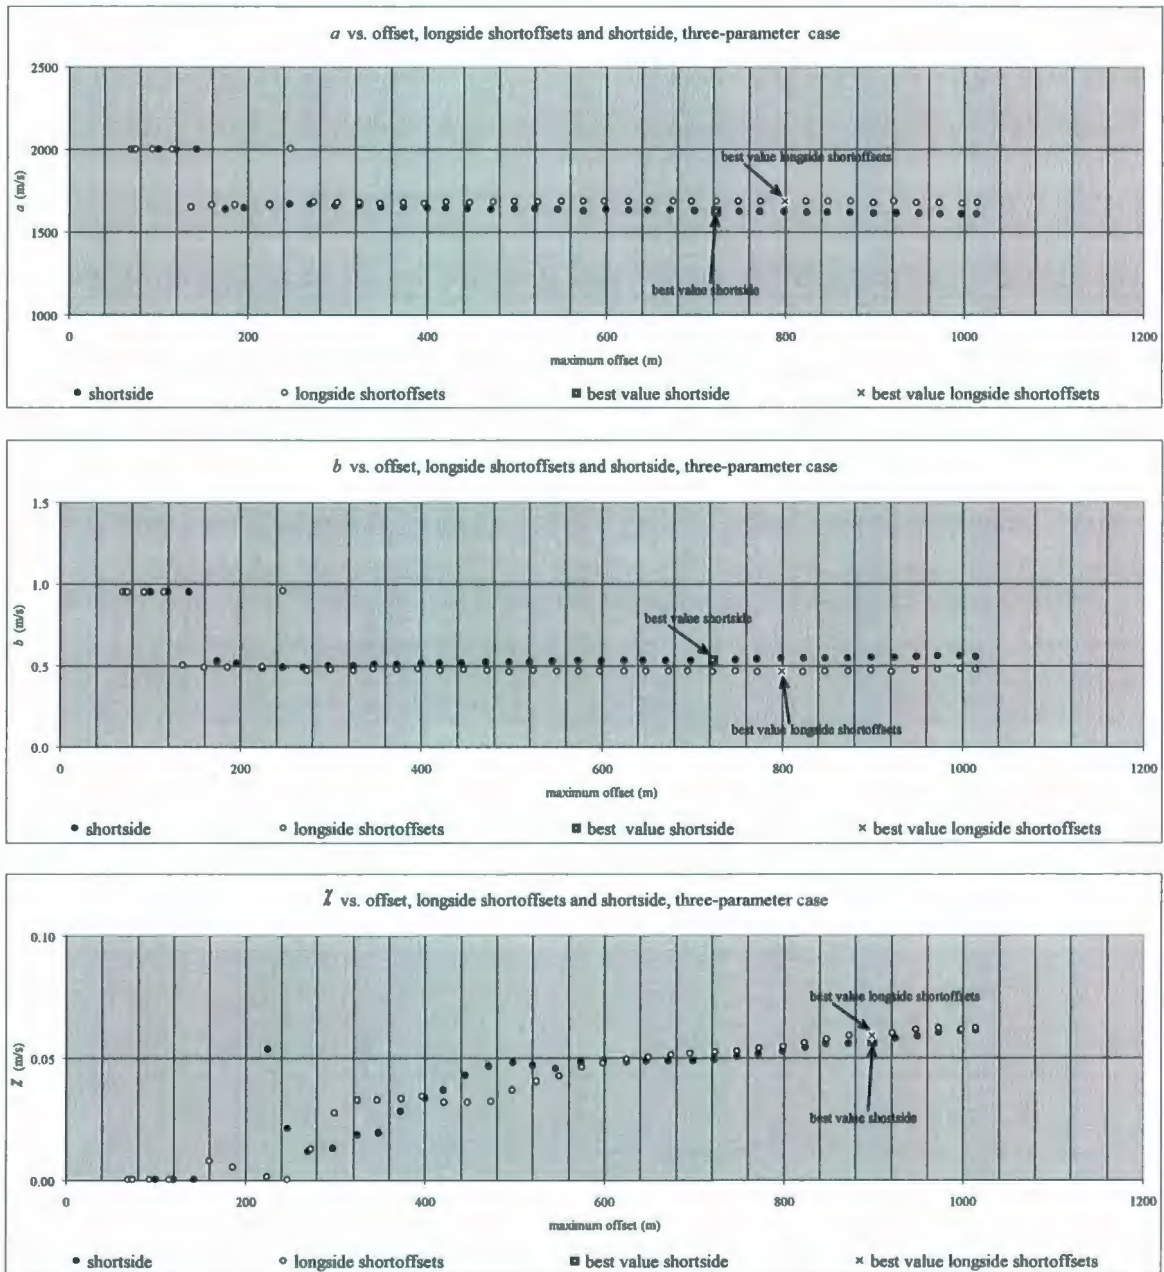 a vs. offset, longside shortoffsets and shortside, three-parameter case
2500
2000
1500
1000
a (m/s)
best value longside shortoffsets
best value shortside
0 200 400 600 800 1000 1200
maximum offset (m)
shortside longside shortoffsets best value shortside best value longside shortoffsets
b vs. offset, longside shortoffsets and shortside, three-parameter case
1.5
1.0
0.5
0.0
b (m/s)
best value shortside
best value longside shortoffsets
0 200 400 600 800 1000 1200
maximum offset (m)
shortside longside shortoffsets best value shortside best value longside shortoffsets
χ vs. offset, longside shortoffsets and shortside, three-parameter case
0.10
0.05
0.00
χ (m/s)
best value longside shortoffsets
best value shortside
0 200 400 600 800 1000 1200
maximum offset (m)
shortside longside shortoffsets best value shortside best value longside shortoffsets